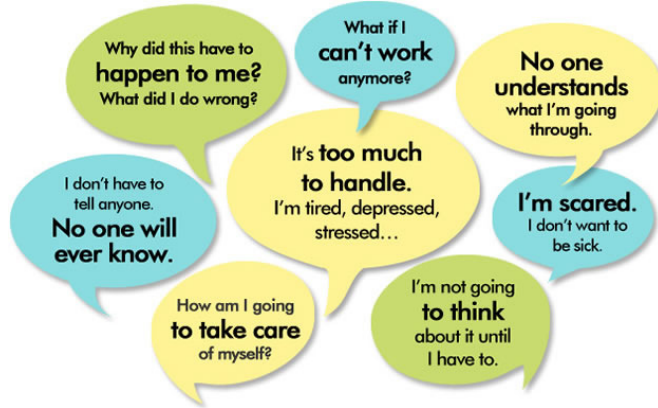 Why did this have to
happen to me?
What did I do wrong?
What if I
can't work
anymore?
No one
understands
what I'm going
through.
It's too much
to handle.
I'm tired, depressed,
stressed...
I don't have to
tell anyone.
No one will
ever know.
I'm scared.
I don't want to
be sick.
How am I going
to take care
of myself?
I'm not going
to think
about it until
I have to.